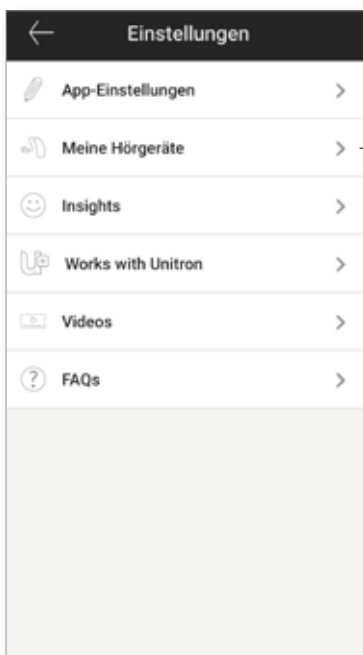 Einstellungen
App-Einstellungen
Meine Hörgeräte
Insights
Works with Unitron
Videos
FAQs